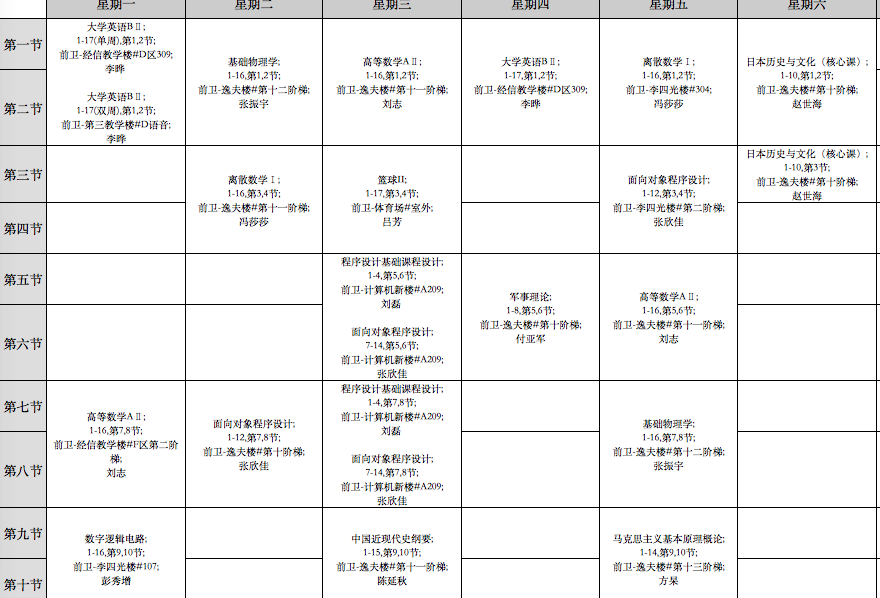 星期一
星期二
星期三
星期四
星期五
星期六
第一节
第二节
大学英语BⅡ;
1-17(单周),第1,2节;
前卫-经信教学楼#D区309;
李晔
大学英语BⅡ;
1-17(双周),第1,2节;
前卫-第三教学楼#D语音;
李晔
基础物理学;
1-16,第1,2节;
前卫-逸夫楼#第十二阶梯;
张振宇
高等数学AⅡ;
1-16,第1,2节;
前卫-逸夫楼#第十一阶梯;
刘志
大学英语BⅡ;
1-17,第1,2节;
前卫-经信教学楼#D区309;
李晔
离散数学Ⅰ;
1-16,第1,2节;
前卫-李四光楼#304;
冯莎莎
日本历史与文化（核心课）;
1-10,第1,2节;
前卫-逸夫楼#第十阶梯;
赵世海
第三节
第四节
离散数学Ⅰ;
1-16,第3,4节;
前卫-逸夫楼#第十一阶梯;
冯莎莎
篮球II;
1-17,第3,4节;
前卫-体育场#室外;
吕芳
面向对象程序设计;
1-12,第3,4节;
前卫-李四光楼#第二阶梯;
张欣佳
日本历史与文化（核心课）;
1-10,第3节;
前卫-逸夫楼#第十阶梯;
赵世海
第五节
第六节
程序设计基础课程设计;
1-4,第5,6节;
前卫-计算机新楼#A209;
刘磊
面向对象程序设计;
7-14,第5,6节;
前卫-计算机新楼#A209;
张欣佳
军事理论;
1-8,第5,6节;
前卫-逸夫楼#第十阶梯;
付亚军
高等数学AⅡ;
1-16,第5,6节;
前卫-逸夫楼#第十一阶梯;
刘志
第七节
第八节
高等数学AⅡ;
1-16,第7,8节;
前卫-经信教学楼#F区第二阶
梯;
刘志
面向对象程序设计;
1-12,第7,8节;
前卫-逸夫楼#第十阶梯;
张欣佳
程序设计基础课程设计;
1-4,第7,8节;
前卫-计算机新楼#A209;
刘磊
面向对象程序设计;
7-14,第7,8节;
前卫-计算机新楼#A209;
张欣佳
基础物理学;
1-16,第7,8节;
前卫-逸夫楼#第十二阶梯;
张振宇
第九节
第十节
数字逻辑电路;
1-16,第9,10节;
前卫-李四光楼#107;
彭秀增
中国近现代史纲要;
1-15,第9,10节;
前卫-逸夫楼#第十一阶梯;
陈延秋
马克思主义基本原理概论;
1-14,第9,10节;
前卫-逸夫楼#第十三阶梯;
方杲